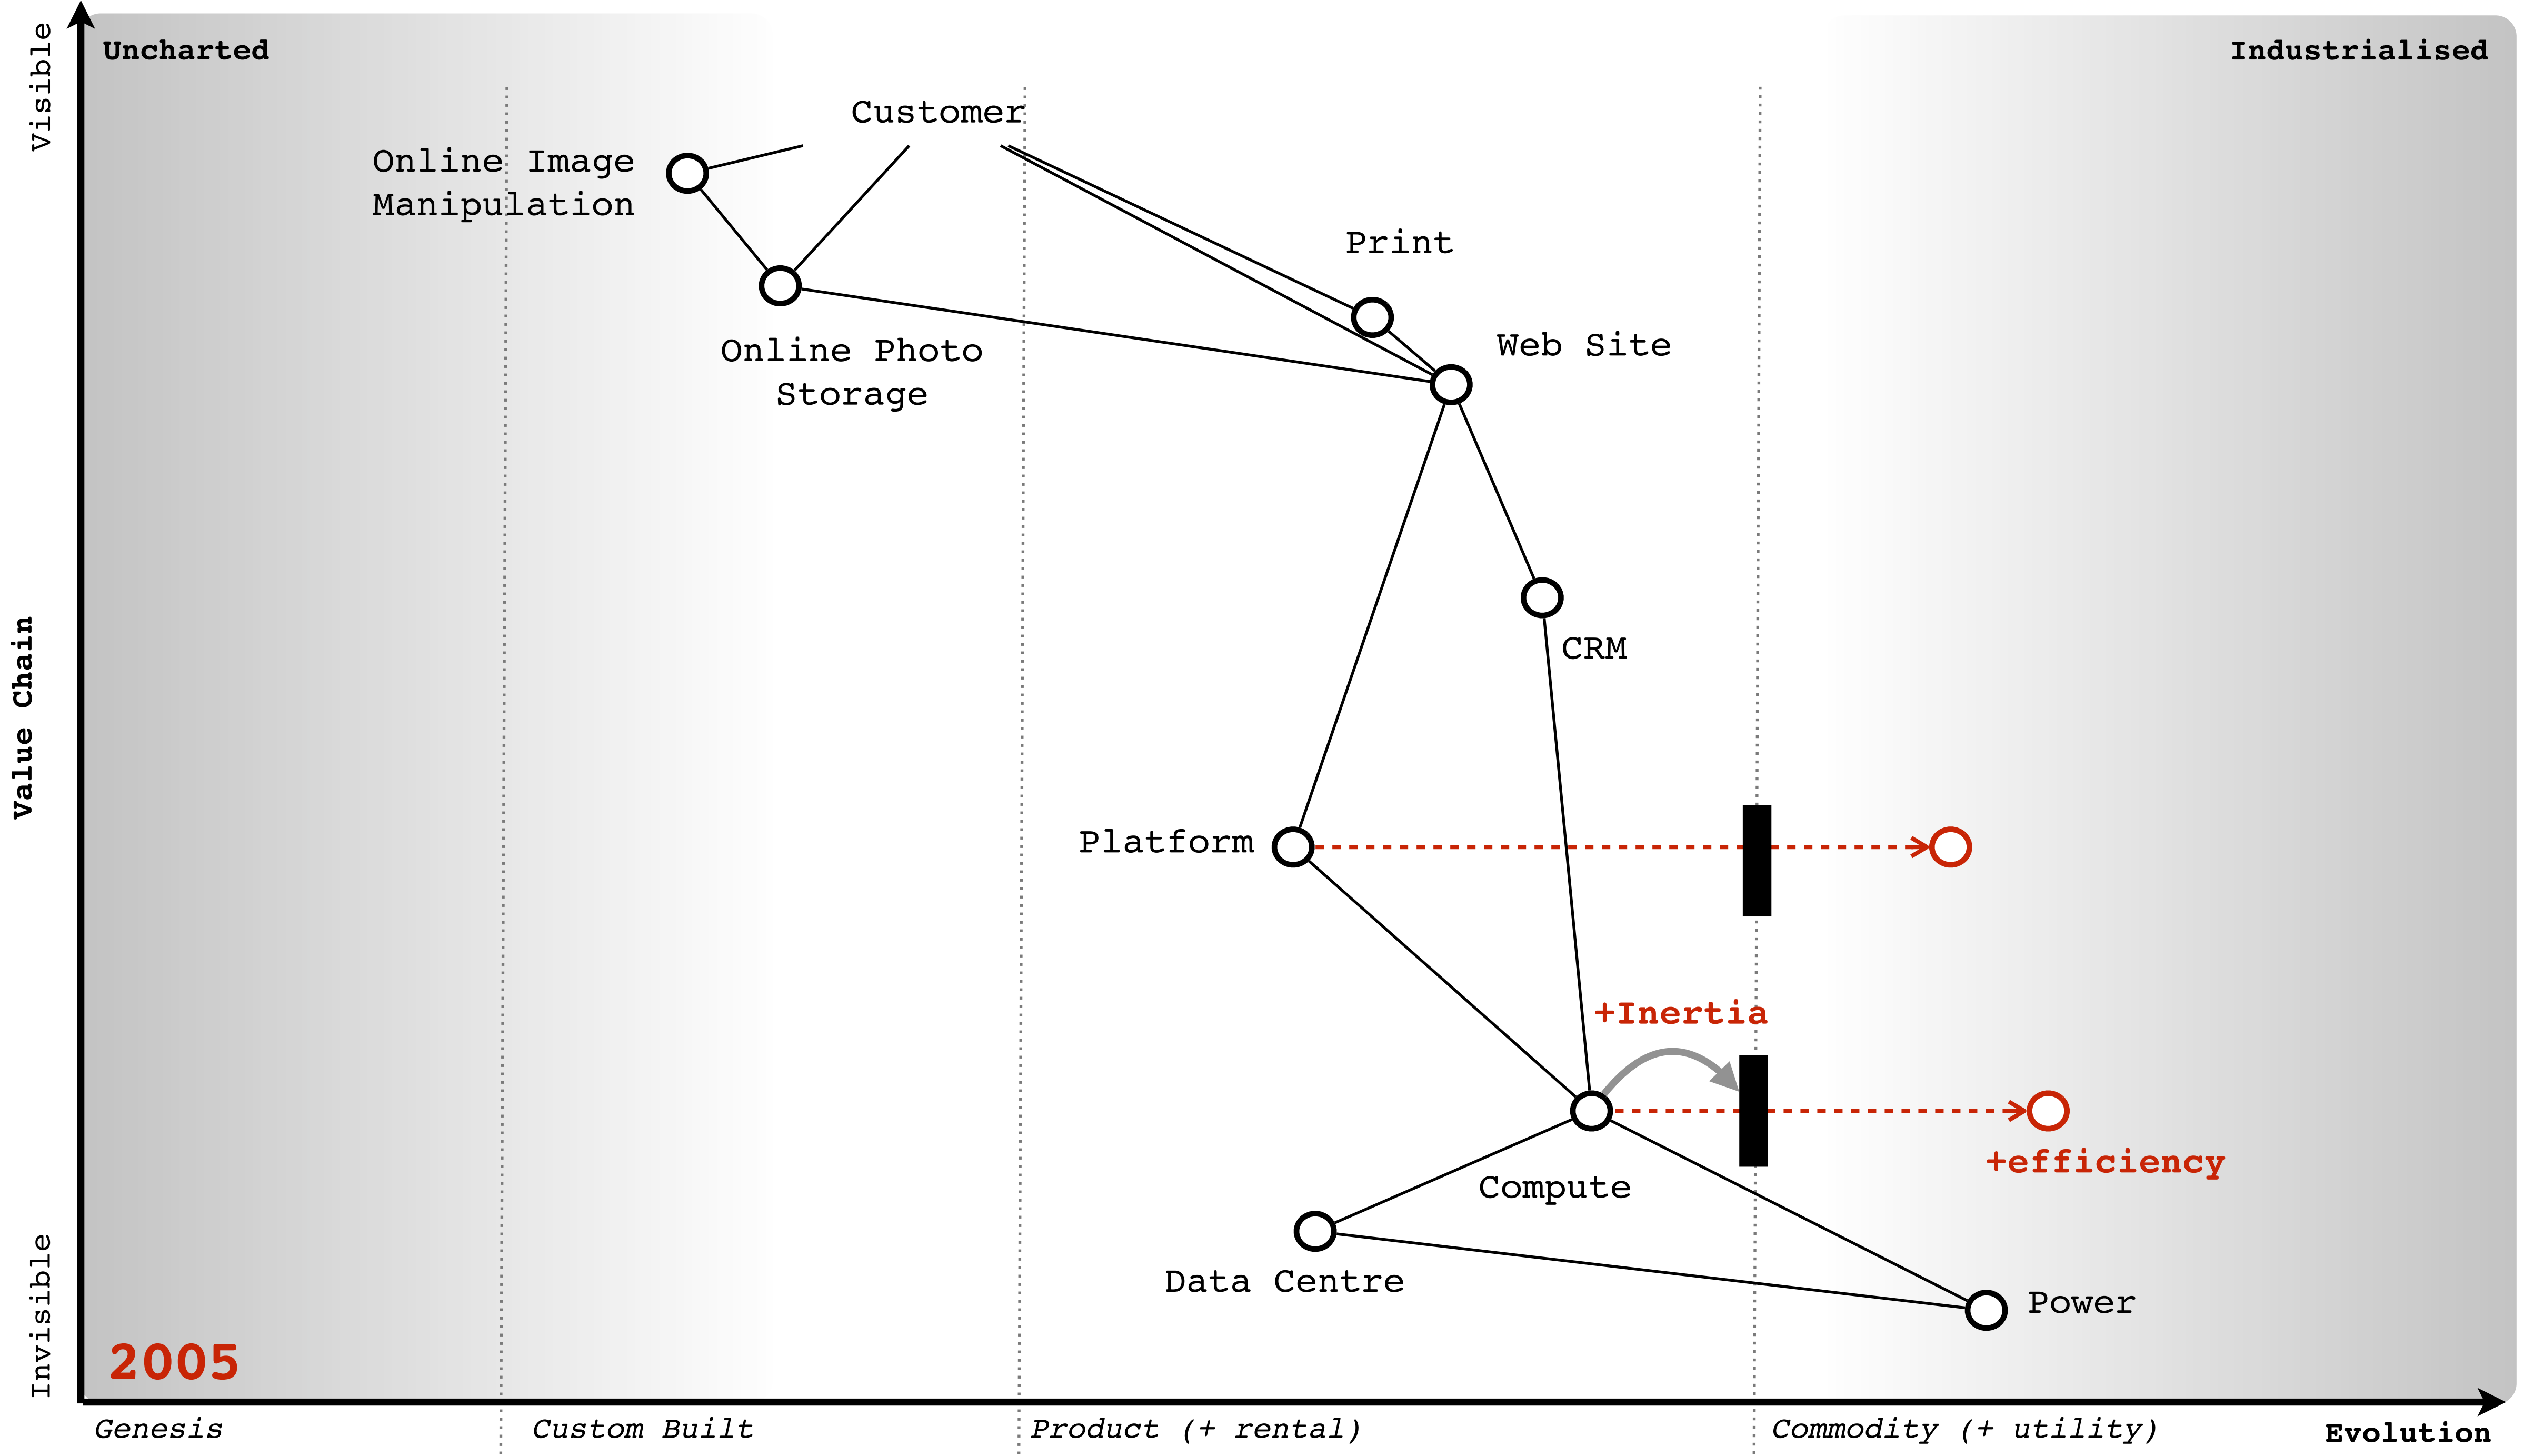 Visible
Uncharted
Industrialised
Customer
Online Image
Manipulation
Print
Web Site
Online Photo
Storage
CRM
Value Chain
Platform
+Inertia
+efficiency
Compute
Data Centre
Power
Invisible
2005
Genesis
Custom Built
Product (+ rental)
Commodity (+ utility)
Evolution